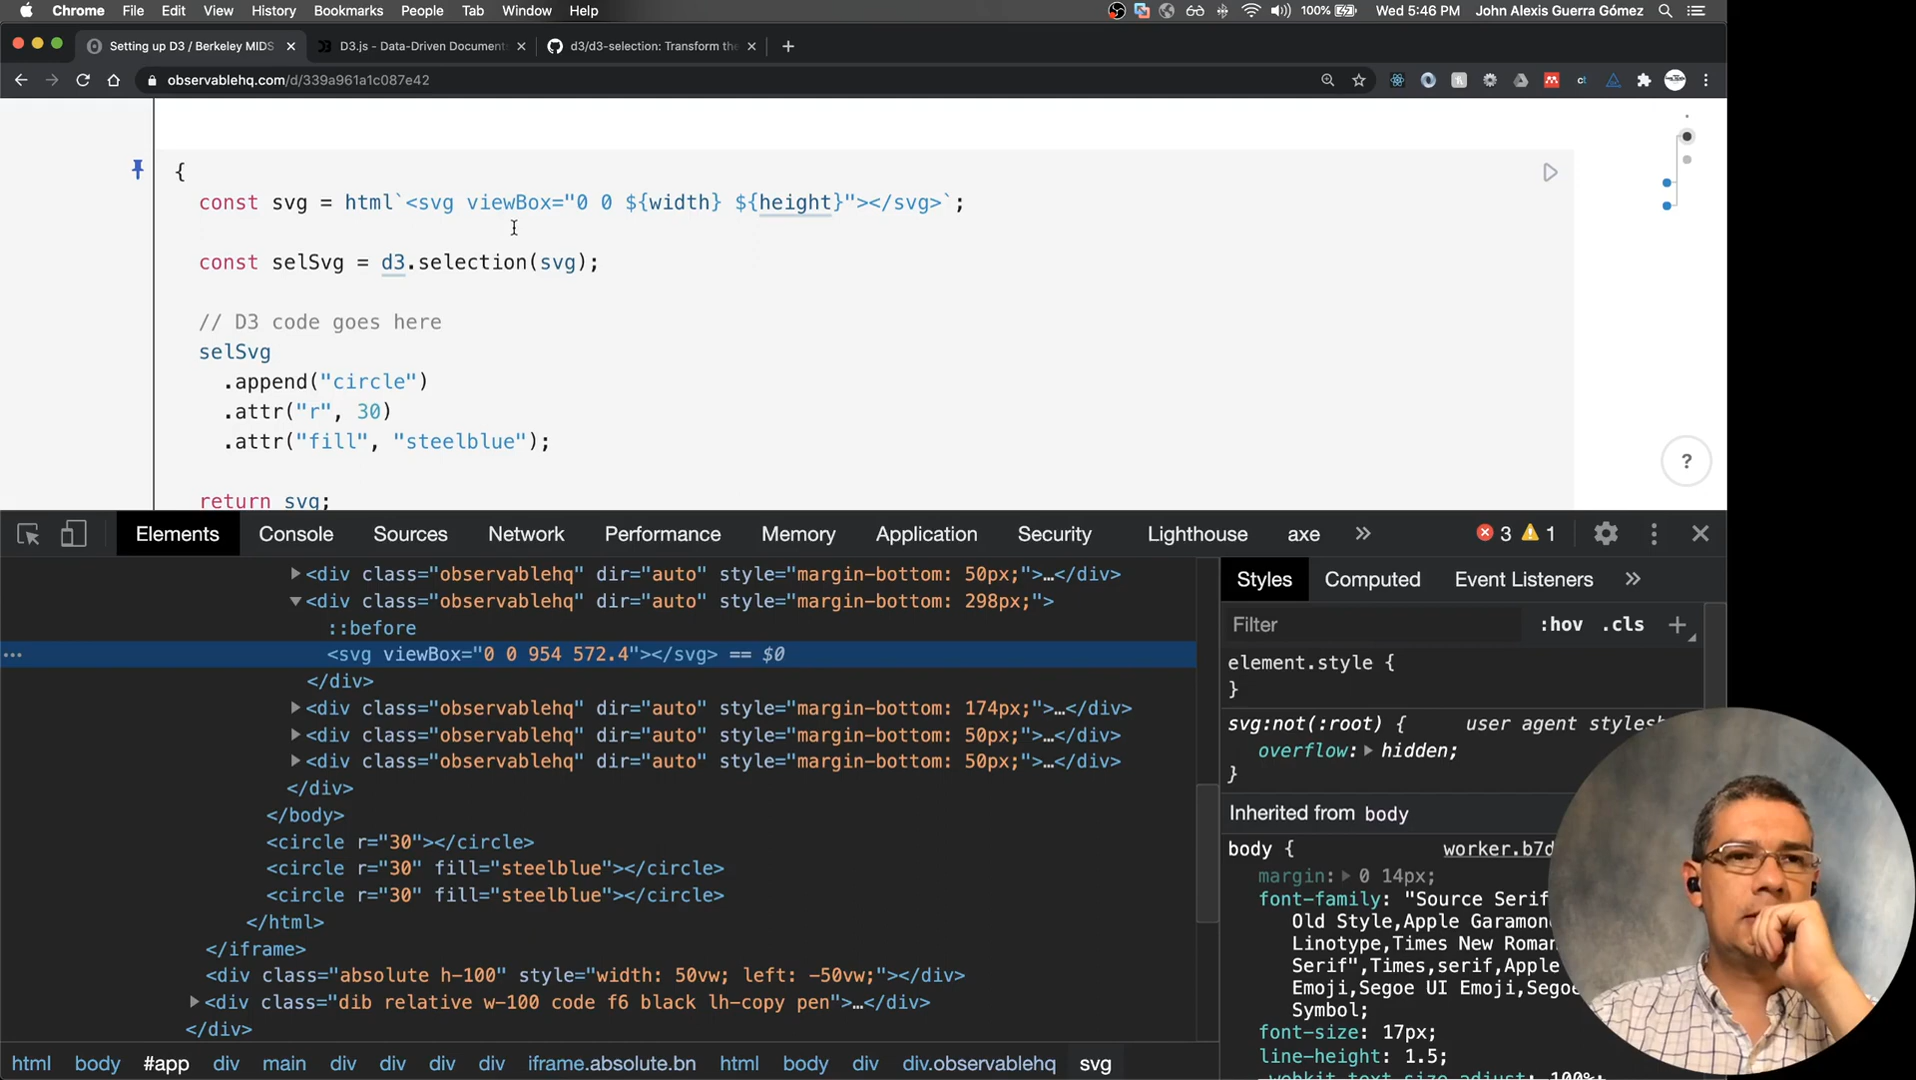 Chrome File Edit View History Bookmarks People Tab Window Help 100% Wed 5:46 PM John Alexis Guerra Gómez
Setting up D3 / Berkeley MIDS
D3.js - Data-Driven Document
d3/d3-selection: Transform the
observablehq.com/d/339a961a1c087e42
{
const svg = html`<svg viewBox="0 0 ${width} ${height}"></svg>`;
const selSvg = d3.selection(svg);
// D3 code goes here
selSvg
.append("circle")
.attr("r", 30)
.attr("fill", "steelblue");
return svg;
?
Elements Console Sources Network Performance Memory Application Security Lighthouse axe » 3 1
<div class="observablehq" dir="auto" style="margin-bottom: 50px;">…</div>
<div class="observablehq" dir="auto" style="margin-bottom: 298px;">
::before
… <svg viewBox="0 0 954 572.4"></svg> == $0
</div>
<div class="observablehq" dir="auto" style="margin-bottom: 174px;">…</div>
<div class="observablehq" dir="auto" style="margin-bottom: 50px;">…</div>
<div class="observablehq" dir="auto" style="margin-bottom: 50px;">…</div>
</div>
</body>
<circle r="30"></circle>
<circle r="30" fill="steelblue"></circle>
<circle r="30" fill="steelblue"></circle>
</html>
</iframe>
<div class="absolute h-100" style="width: 50vw; left: -50vw;"></div>
<div class="dib relative w-100 code f6 black lh-copy pen">…</div>
</div>
html body #app div main div div div div iframe.absolute.bn html body div div.observablehq svg
Styles Computed Event Listeners »
Filter :hov .cls +
element.style {
}
svg:not(:root) { user agent stylesh
overflow: hidden;
}
Inherited from body
body { worker.b7d
margin: 0 14px;
font-family: "Source Serif
Old Style,Apple Garamon
Linotype,Times New Roman
Serif",Times,serif,Apple
Emoji,Segoe UI Emoji,Segoe
Symbol;
font-size: 17px;
line-height: 1.5;